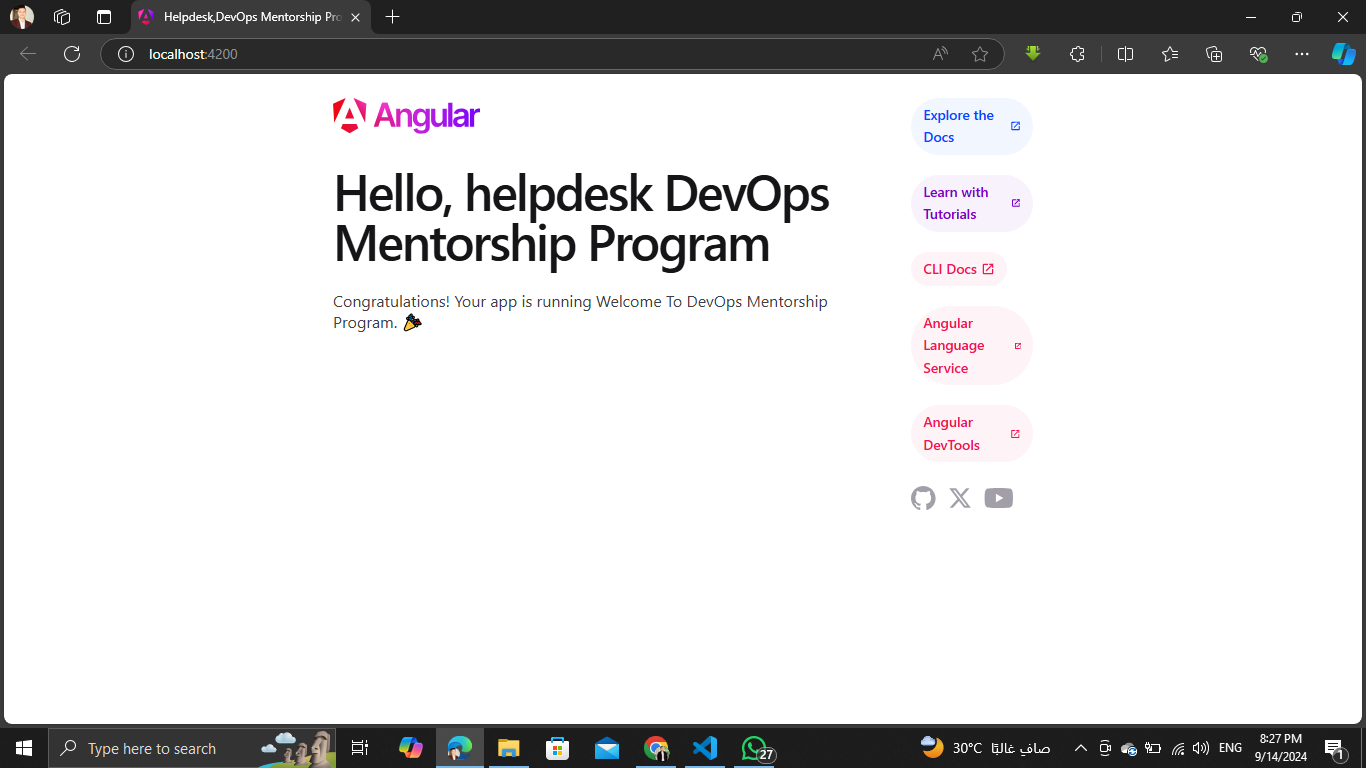 Helpdesk,DevOps Mentorship Pro
localhost:4200
Angular
Hello, helpdesk DevOps
Mentorship Program
Congratulations! Your app is running Welcome To DevOps Mentorship
Program. 🎉
Explore the
Docs
Learn with
Tutorials
CLI Docs
Angular
Language
Service
Angular
DevTools
Type here to search
27
30°C صافٍ غالبًا
ENG
8:27 PM
9/14/2024
1